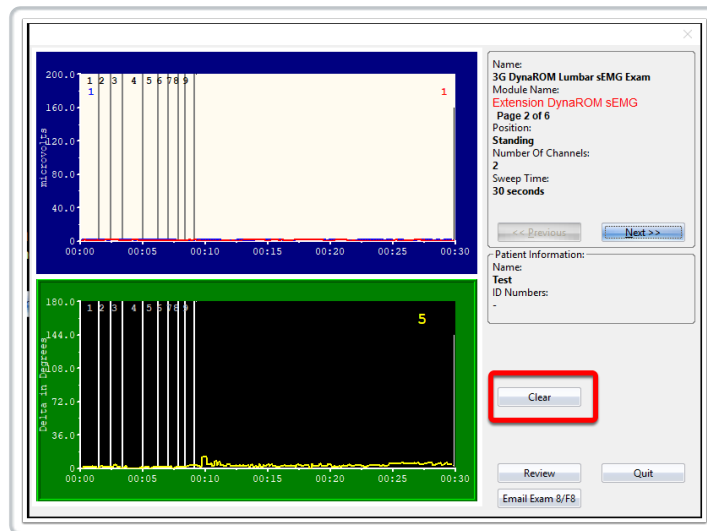 200.0
160.0
120.0
80.0
40.0
0
microvolts
1 2 3 4 5 6 7 8 9
1
1
00:00 00:05 00:10 00:15 00:20 00:25 00:30
180.0
144.0
108.0
72.0
36.0
0
Delta in Degrees
1 2 3 4 5 6 7 8 9
5
00:00 00:05 00:10 00:15 00:20 00:25 00:30
Name:
3G DynaROM Lumbar sEMG Exam
Module Name:
Extension DynaROM sEMG
Page 2 of 6
Position:
Standing
Number Of Channels:
2
Sweep Time:
30 seconds
<< Previous Next >>
Patient Information:
Name:
Test
ID Numbers:
-
Clear
Review Quit
Email Exam 8/F8